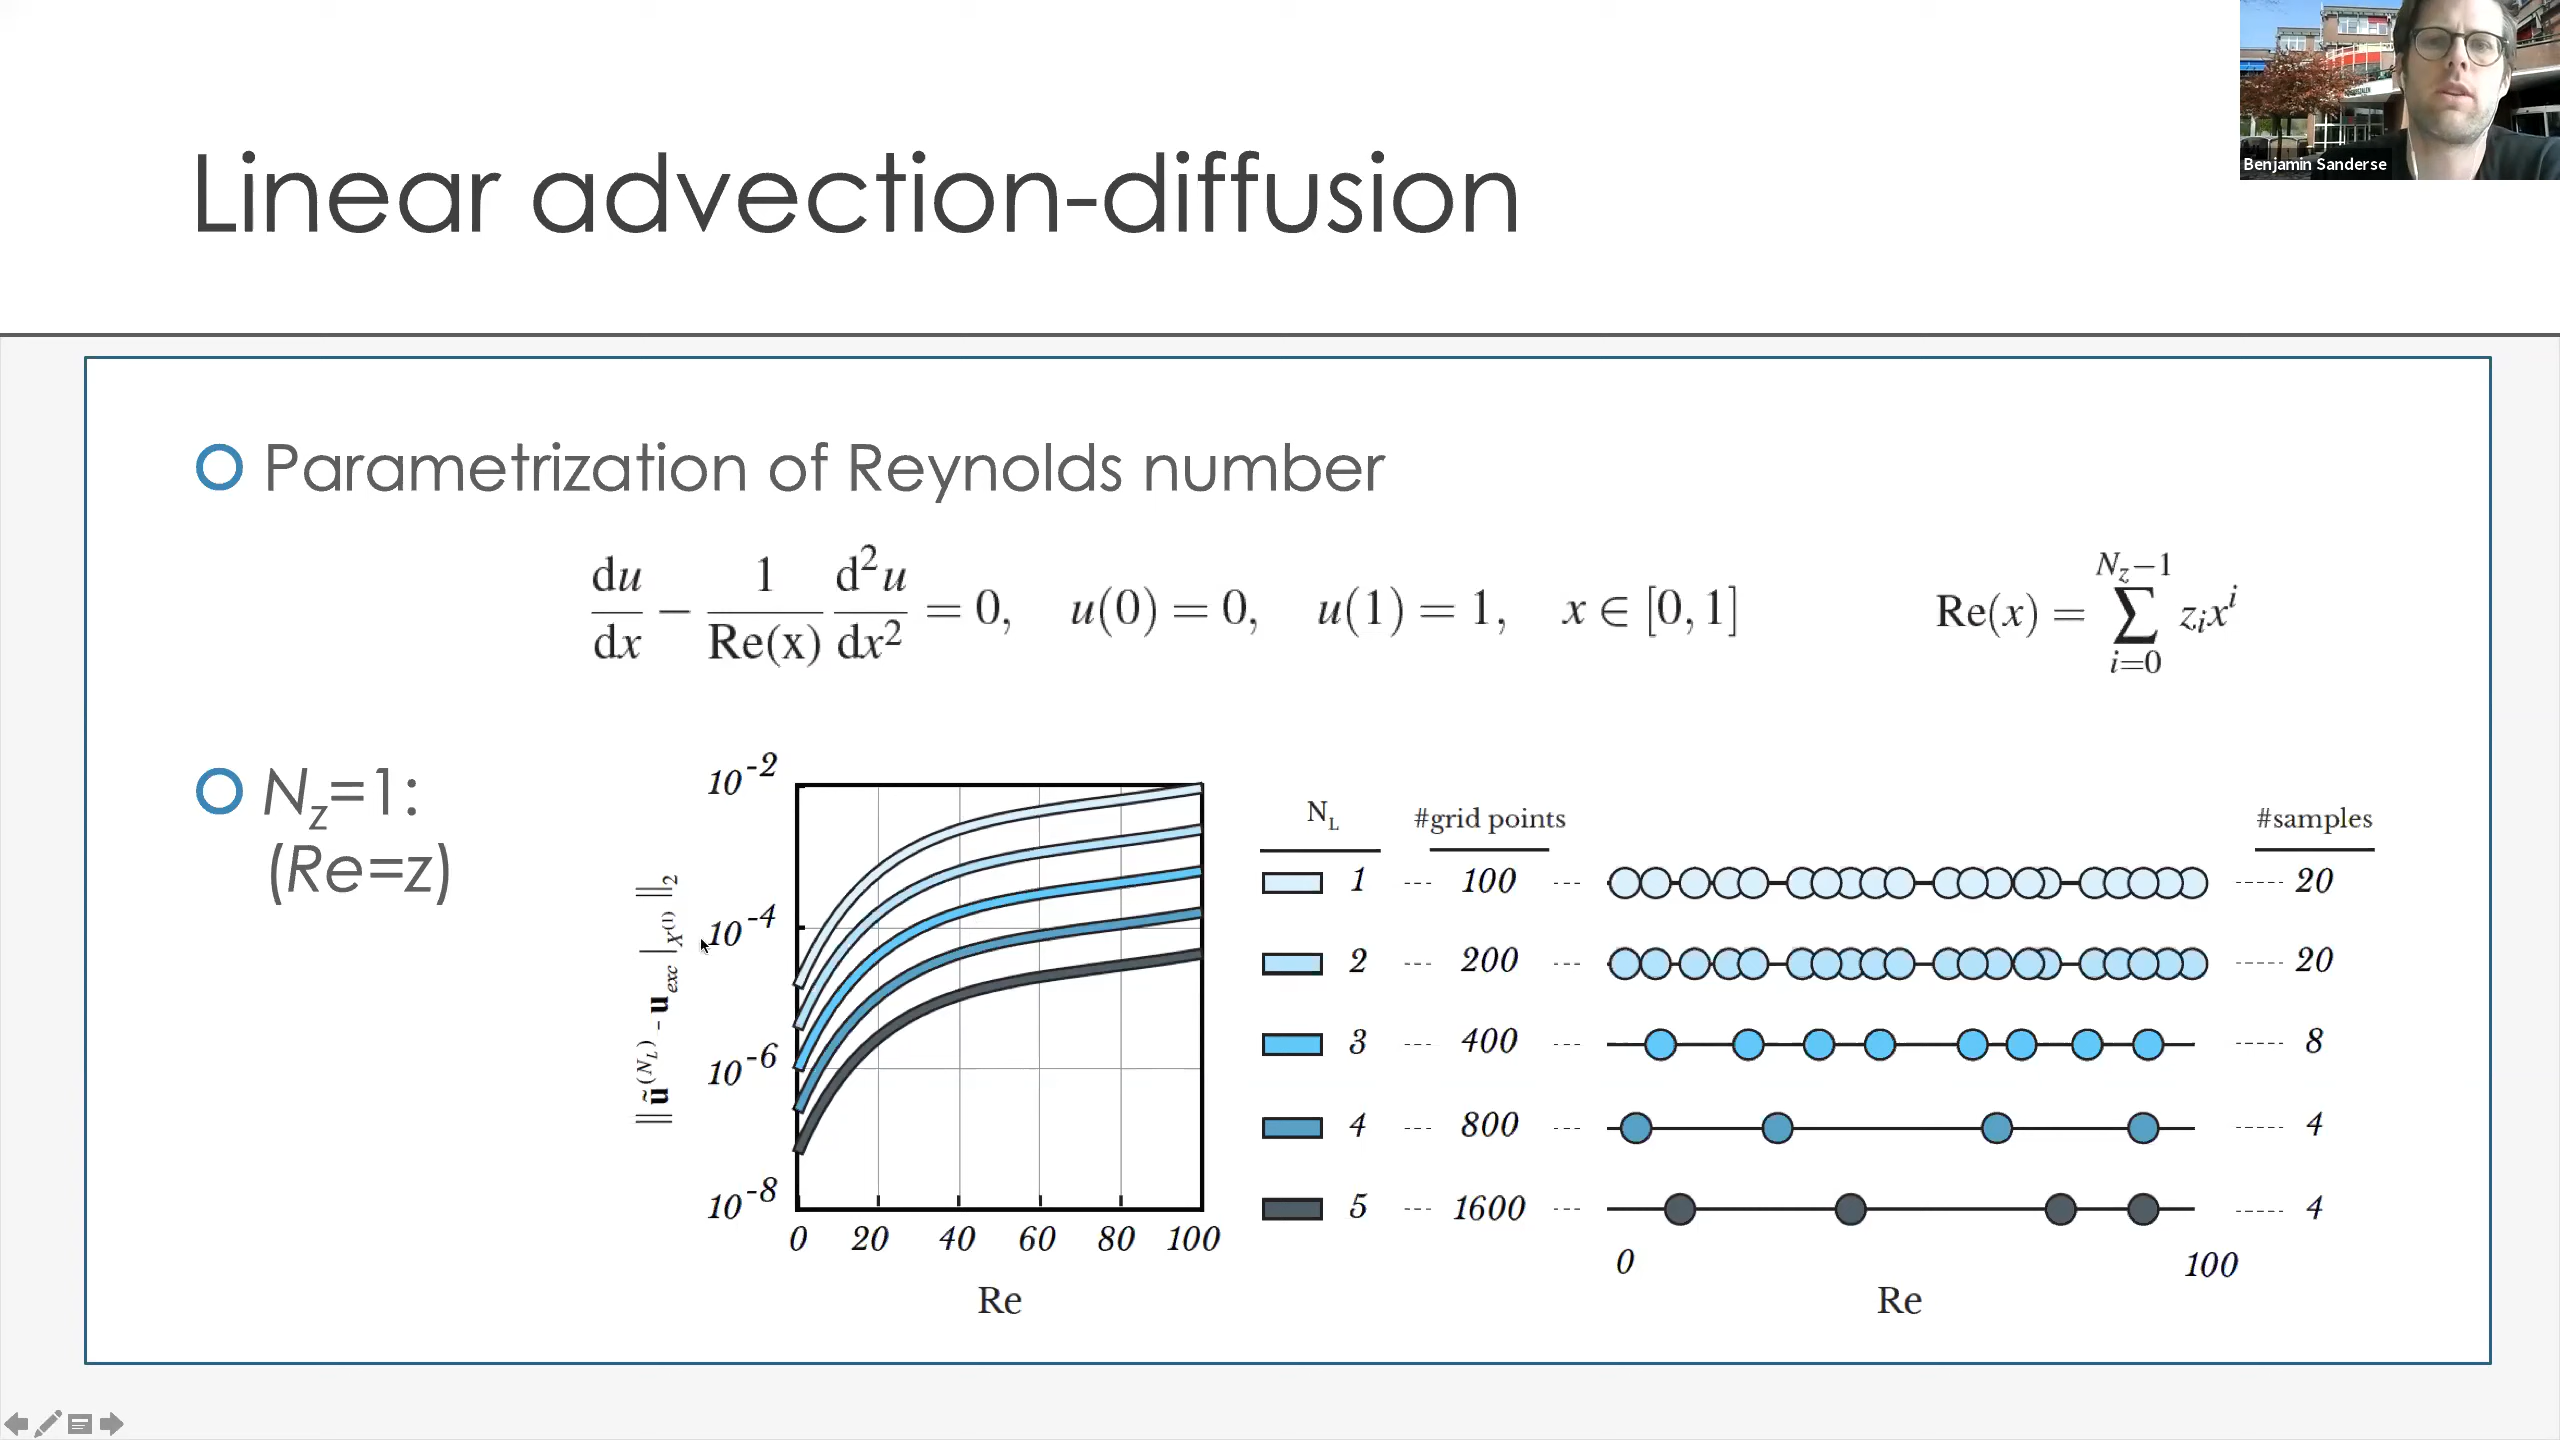 Benjamin Sanderse
Linear advection-diffusion
Parametrization of Reynolds number
du/dx − 1/Re(x) d²u/dx² = 0, u(0) = 0, u(1) = 1, x ∈ [0, 1]
Re(x) = ∑_{i=0}^{N_z−1} z_i x^i
N_z=1:
(Re=z)
‖ ũ^(N_L) - u_exc |_X^(1) ‖_2
10^-2
10^-4
10^-6
10^-8
0 20 40 60 80 100
Re
N_L #grid points #samples
1 --- 100 --- ----- 20
2 --- 200 --- ----- 20
3 --- 400 --- ----- 8
4 --- 800 --- ----- 4
5 --- 1600 --- ----- 4
0 100
Re